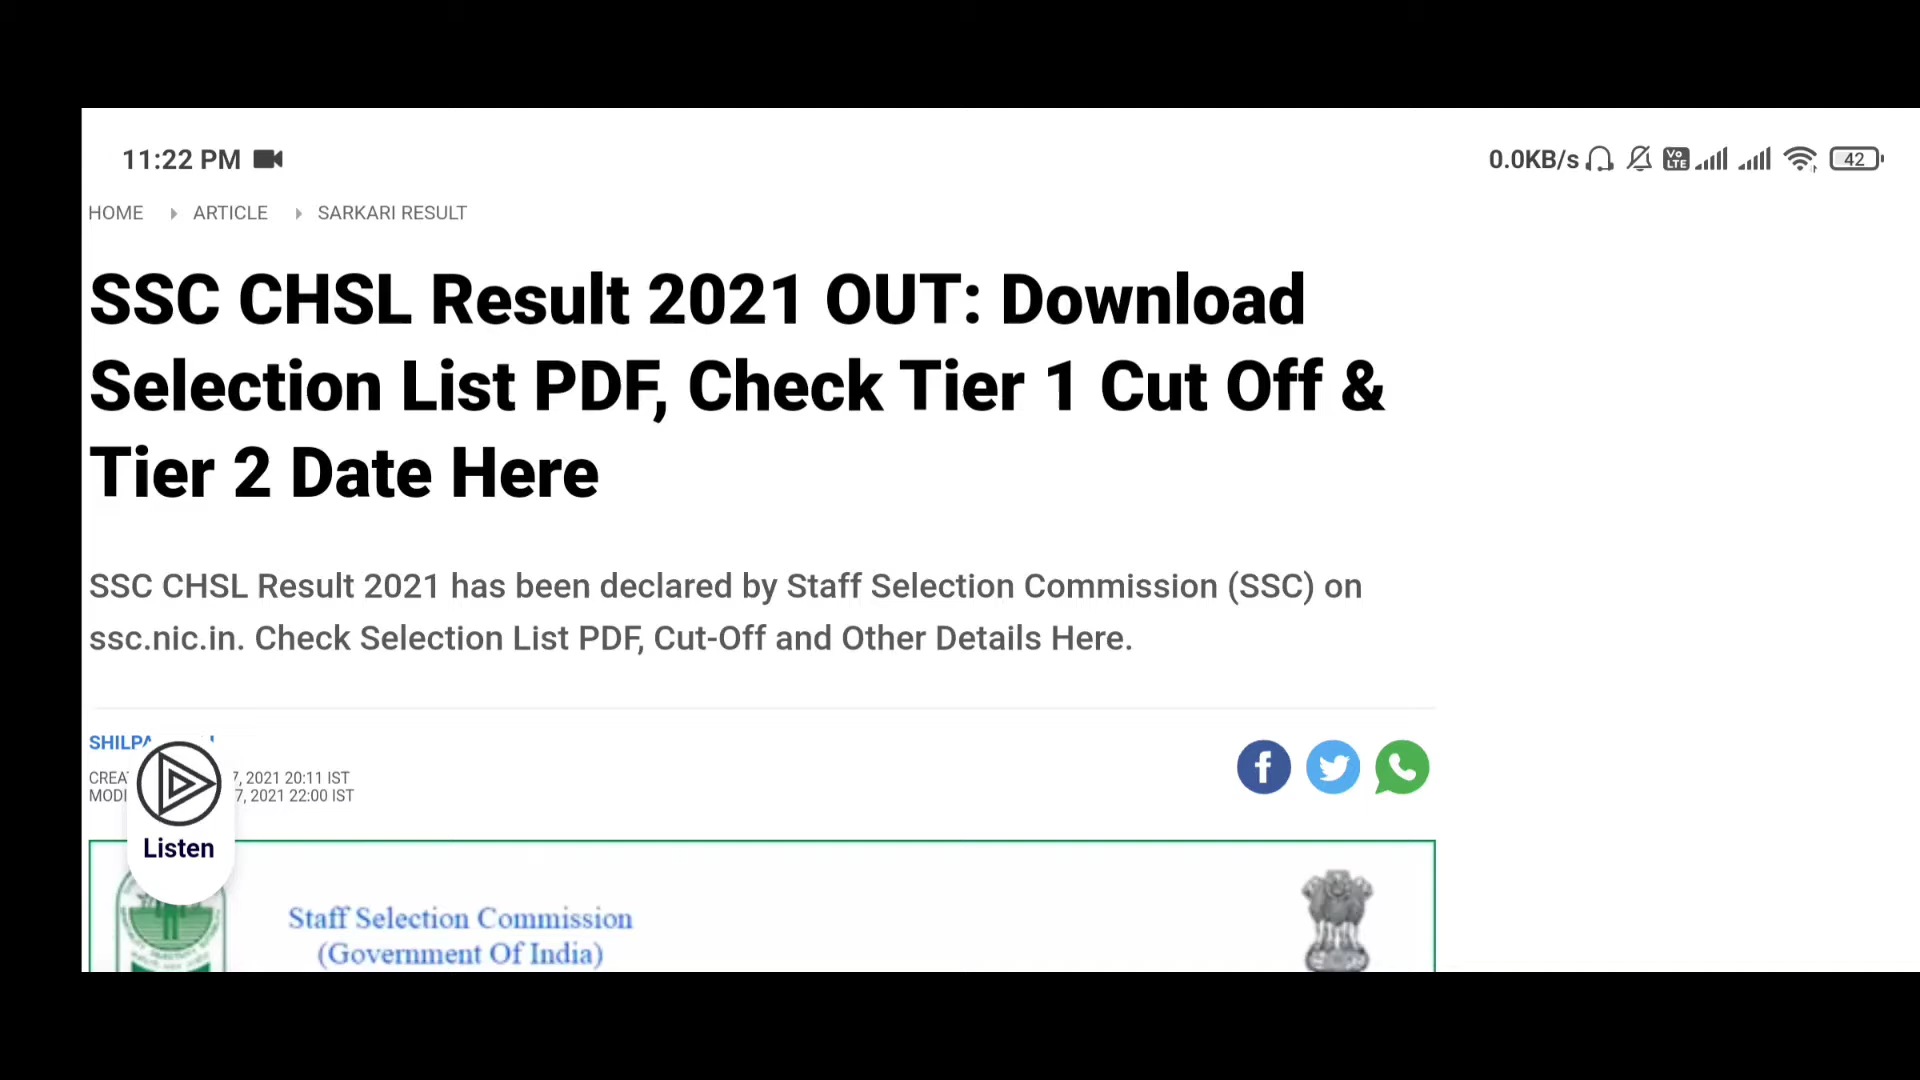 11:22 PM
0.0KB/s
Vo LTE
42
HOME ARTICLE SARKARI RESULT
SSC CHSL Result 2021 OUT: Download
Selection List PDF, Check Tier 1 Cut Off &
Tier 2 Date Here
SSC CHSL Result 2021 has been declared by Staff Selection Commission (SSC) on
ssc.nic.in. Check Selection List PDF, Cut-Off and Other Details Here.
2021 20:11 IST
2021 22:00 IST
Listen
Staff Selection Commission
(Government Of India)